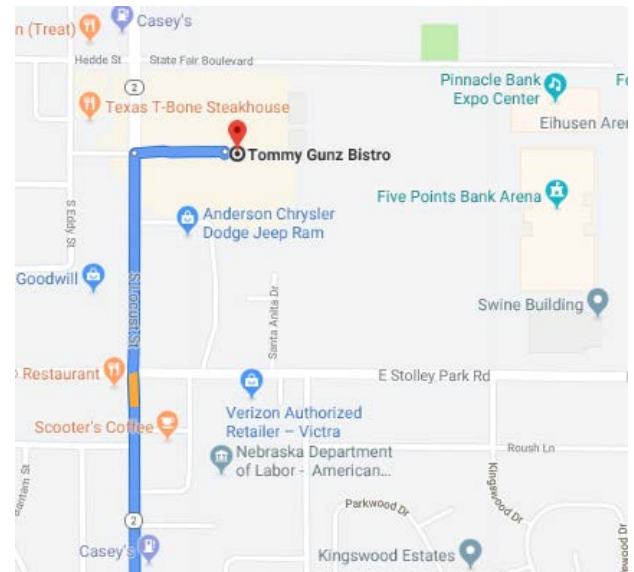 Casey's
n (Treat)
Hedde St
State Fair Boulevard
2
Pinnacle Bank
Expo Center
Fo
Texas T-Bone Steakhouse
Eihusen Aren
Tommy Gunz Bistro
Five Points Bank Arena
S Eddy St
Anderson Chrysler
Dodge Jeep Ram
Goodwill
S Locust St
Santa Anita Dr
Swine Building
Restaurant
E Stolley Park Rd
Verizon Authorized
Retailer – Victra
Scooter's Coffee
Nebraska Department
of Labor - American...
Roush Ln
Bantam St
Parkwood Dr
Kingswood Dr
2
Casey's
Kingswood Estates